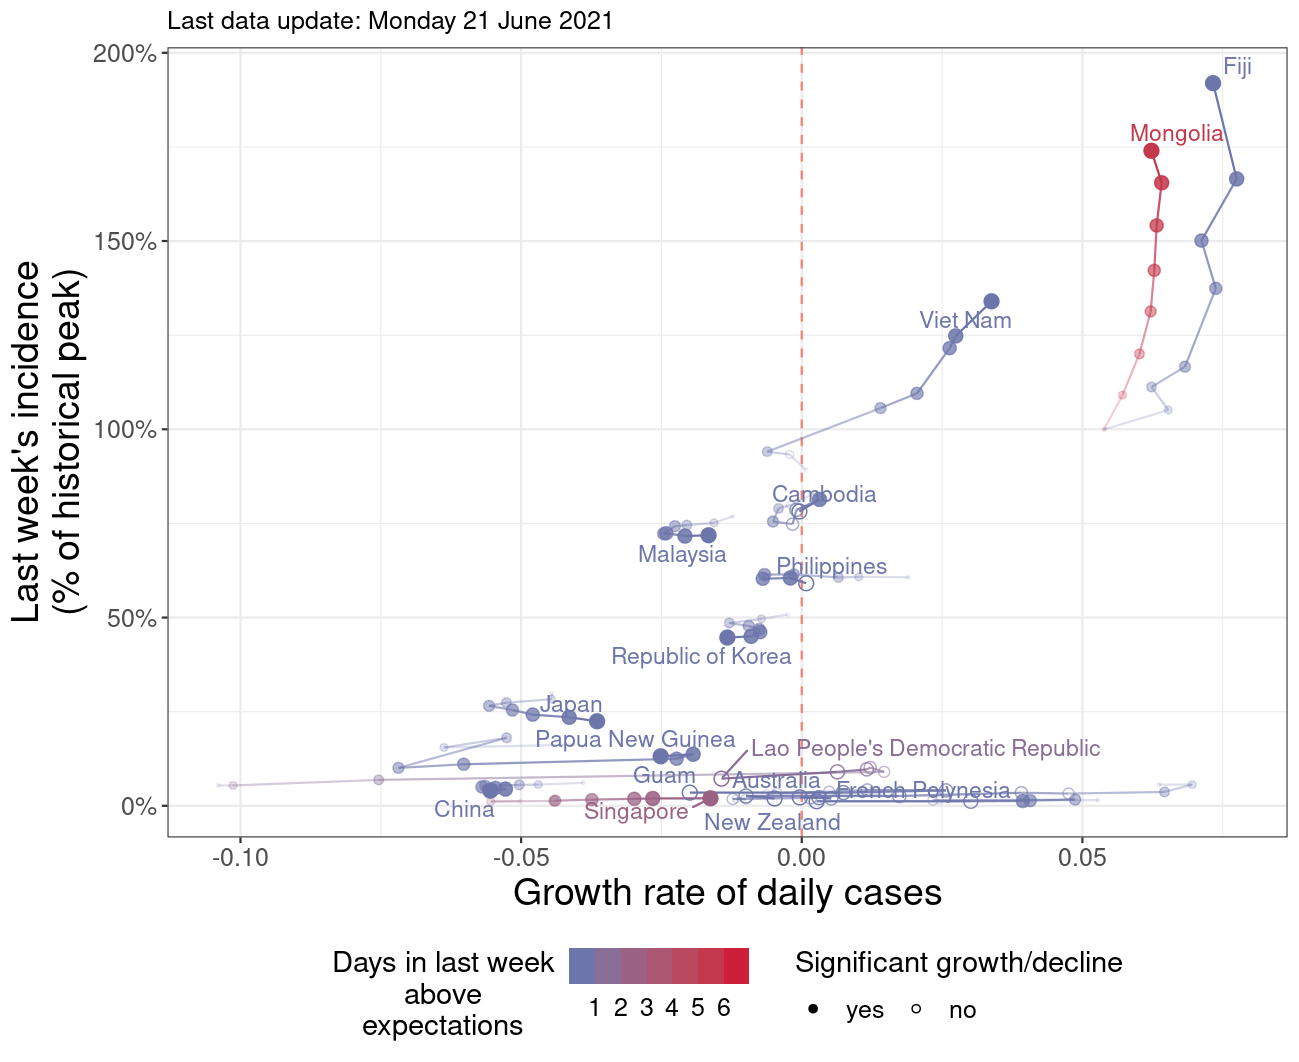 Last data update: Monday 21 June 2021
200%
150%
100%
50%
0%
Last week's incidence
(% of historical peak)
Fiji
Mongolia
Viet Nam
Cambodia
Malaysia
Philippines
Republic of Korea
Japan
Papua New Guinea
Lao People's Democratic Republic
Guam
Australia
French Polynesia
China
Singapore
New Zealand
-0.10
-0.05
0.00
0.05
Growth rate of daily cases
Days in last week
above
expectations
1 2 3 4 5 6
Significant growth/decline
yes
no